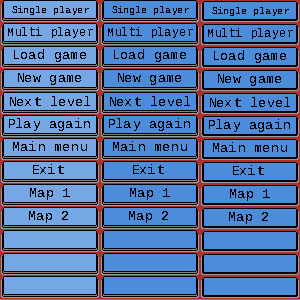 Single player Single player Single player
Multi player Multi player Multi player
Load game Load game Load game
New game New game New game
Next level Next level Next level
Play again Play again Play again
Main menu Main menu Main menu
Exit Exit Exit
Map 1 Map 1 Map 1
Map 2 Map 2 Map 2